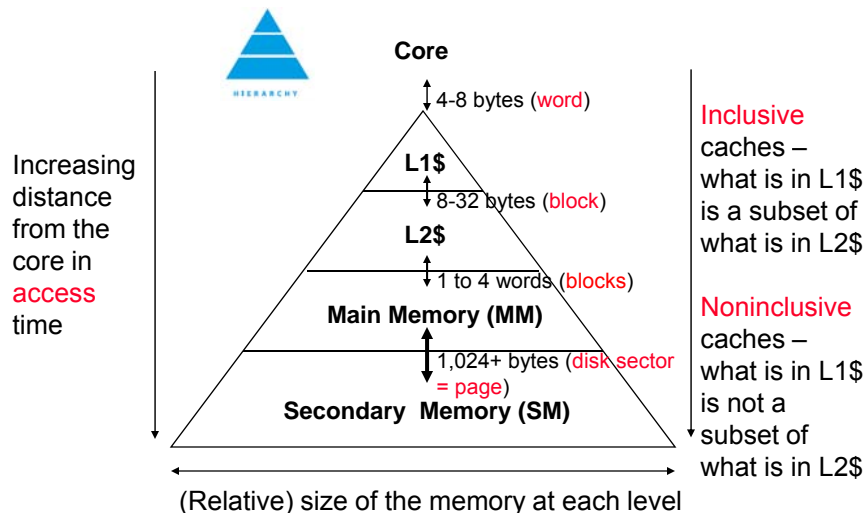 HIERARCHY
Core
4-8 bytes (word)
Increasing
distance
from the
core in
access
time
L1$
8-32 bytes (block)
L2$
1 to 4 words (blocks)
Main Memory (MM)
1,024+ bytes (disk sector
= page)
Secondary Memory (SM)
Inclusive
caches –
what is in L1$
is a subset of
what is in L2$
Noninclusive
caches –
what is in L1$
is not a
subset of
what is in L2$
(Relative) size of the memory at each level